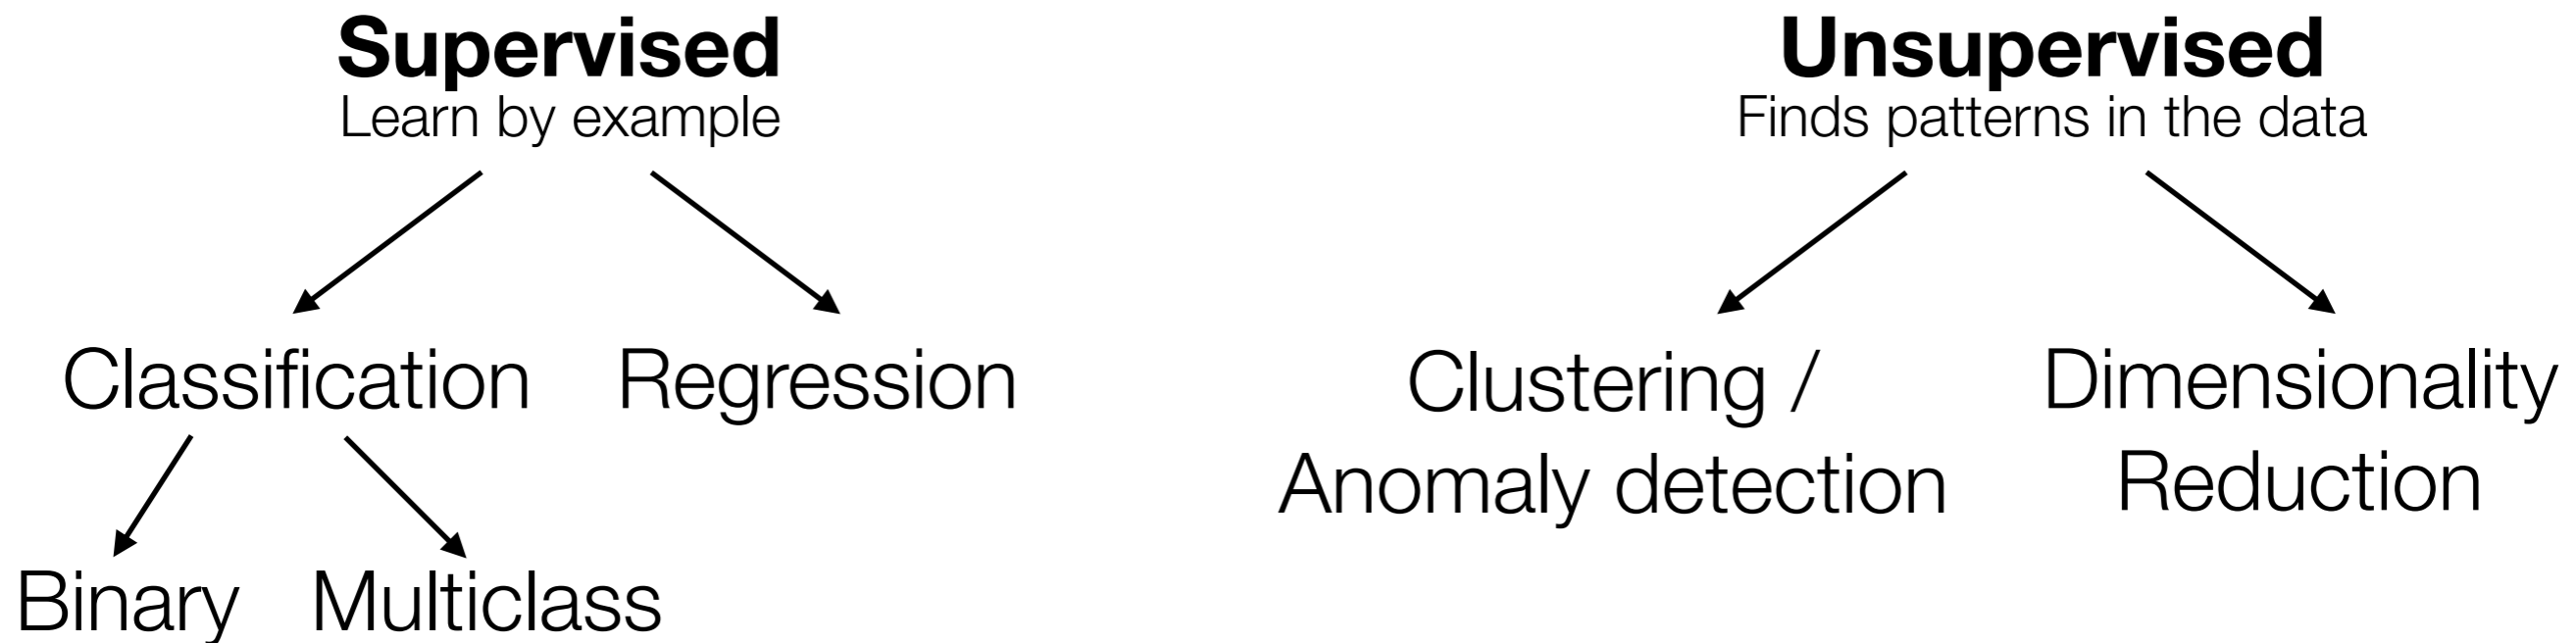 Supervised
Learn by example
Unsupervised
Finds patterns in the data
Classification
Regression
Clustering /
Anomaly detection
Dimensionality
Reduction
Binary
Multiclass